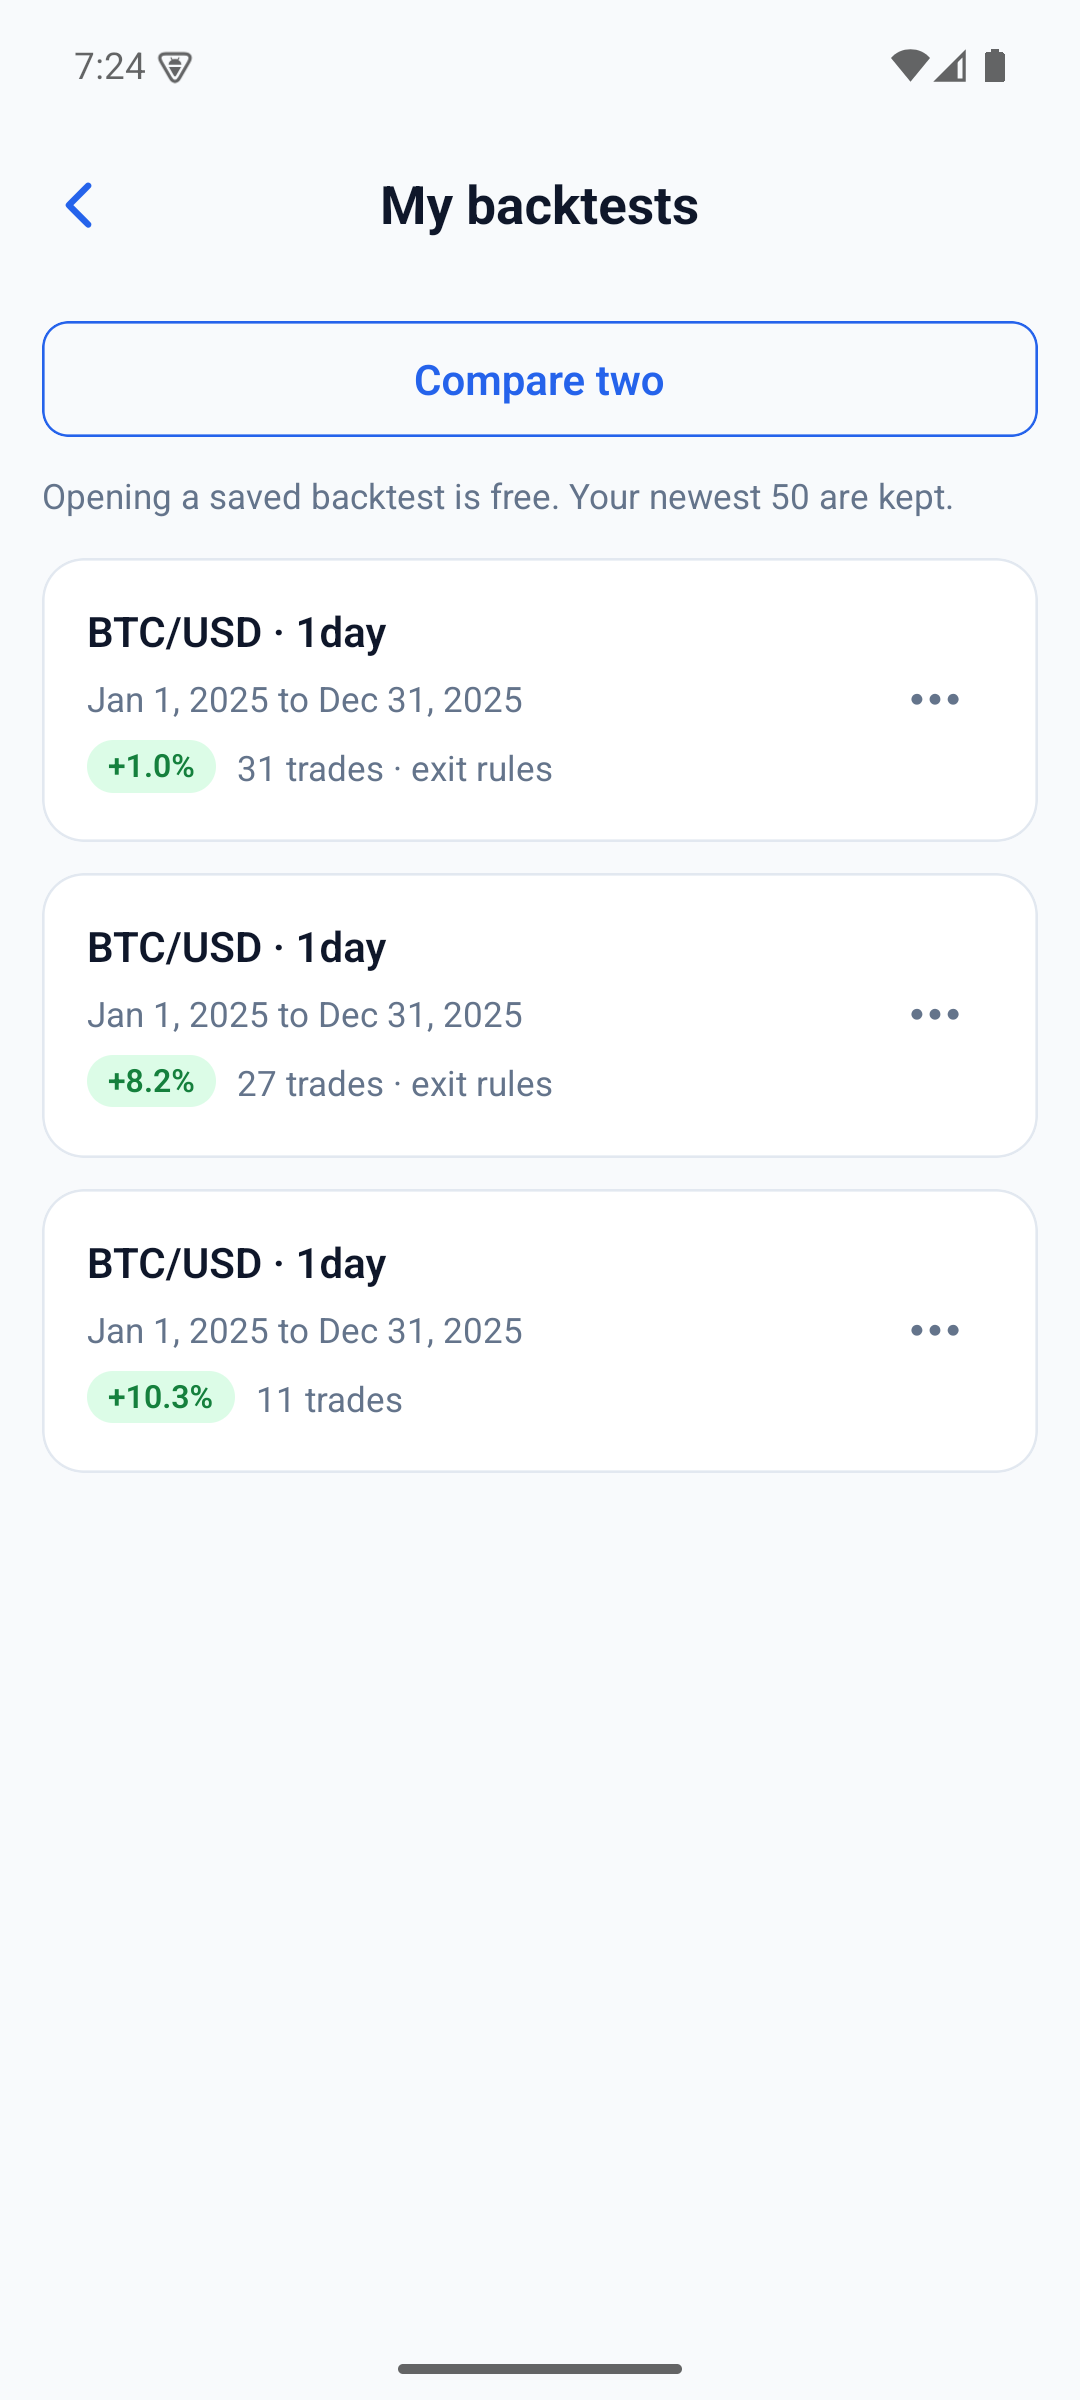 7:24
My backtests
Compare two
Opening a saved backtest is free. Your newest 50 are kept.
BTC/USD · 1day
Jan 1, 2025 to Dec 31, 2025
+1.0% 31 trades · exit rules
BTC/USD · 1day
Jan 1, 2025 to Dec 31, 2025
+8.2% 27 trades · exit rules
BTC/USD · 1day
Jan 1, 2025 to Dec 31, 2025
+10.3% 11 trades